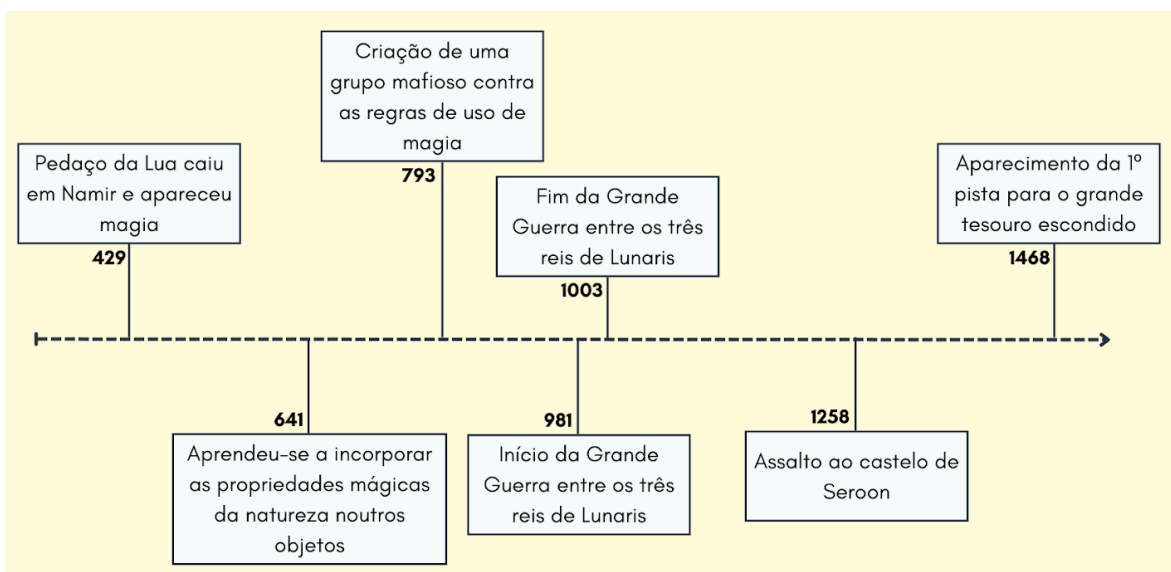 Criação de uma
grupo mafioso contra
as regras de uso de
magia
793
Pedaço da Lua caiu
em Namir e apareceu
magia
429
Fim da Grande
Guerra entre os três
reis de Lunaris
1003
Aparecimento da 1º
pista para o grande
tesouro escondido
1468
641
Aprendeu-se a incorporar
as propriedades mágicas
da natureza noutros
objetos
981
Início da Grande
Guerra entre os três
reis de Lunaris
1258
Assalto ao castelo de
Seroon